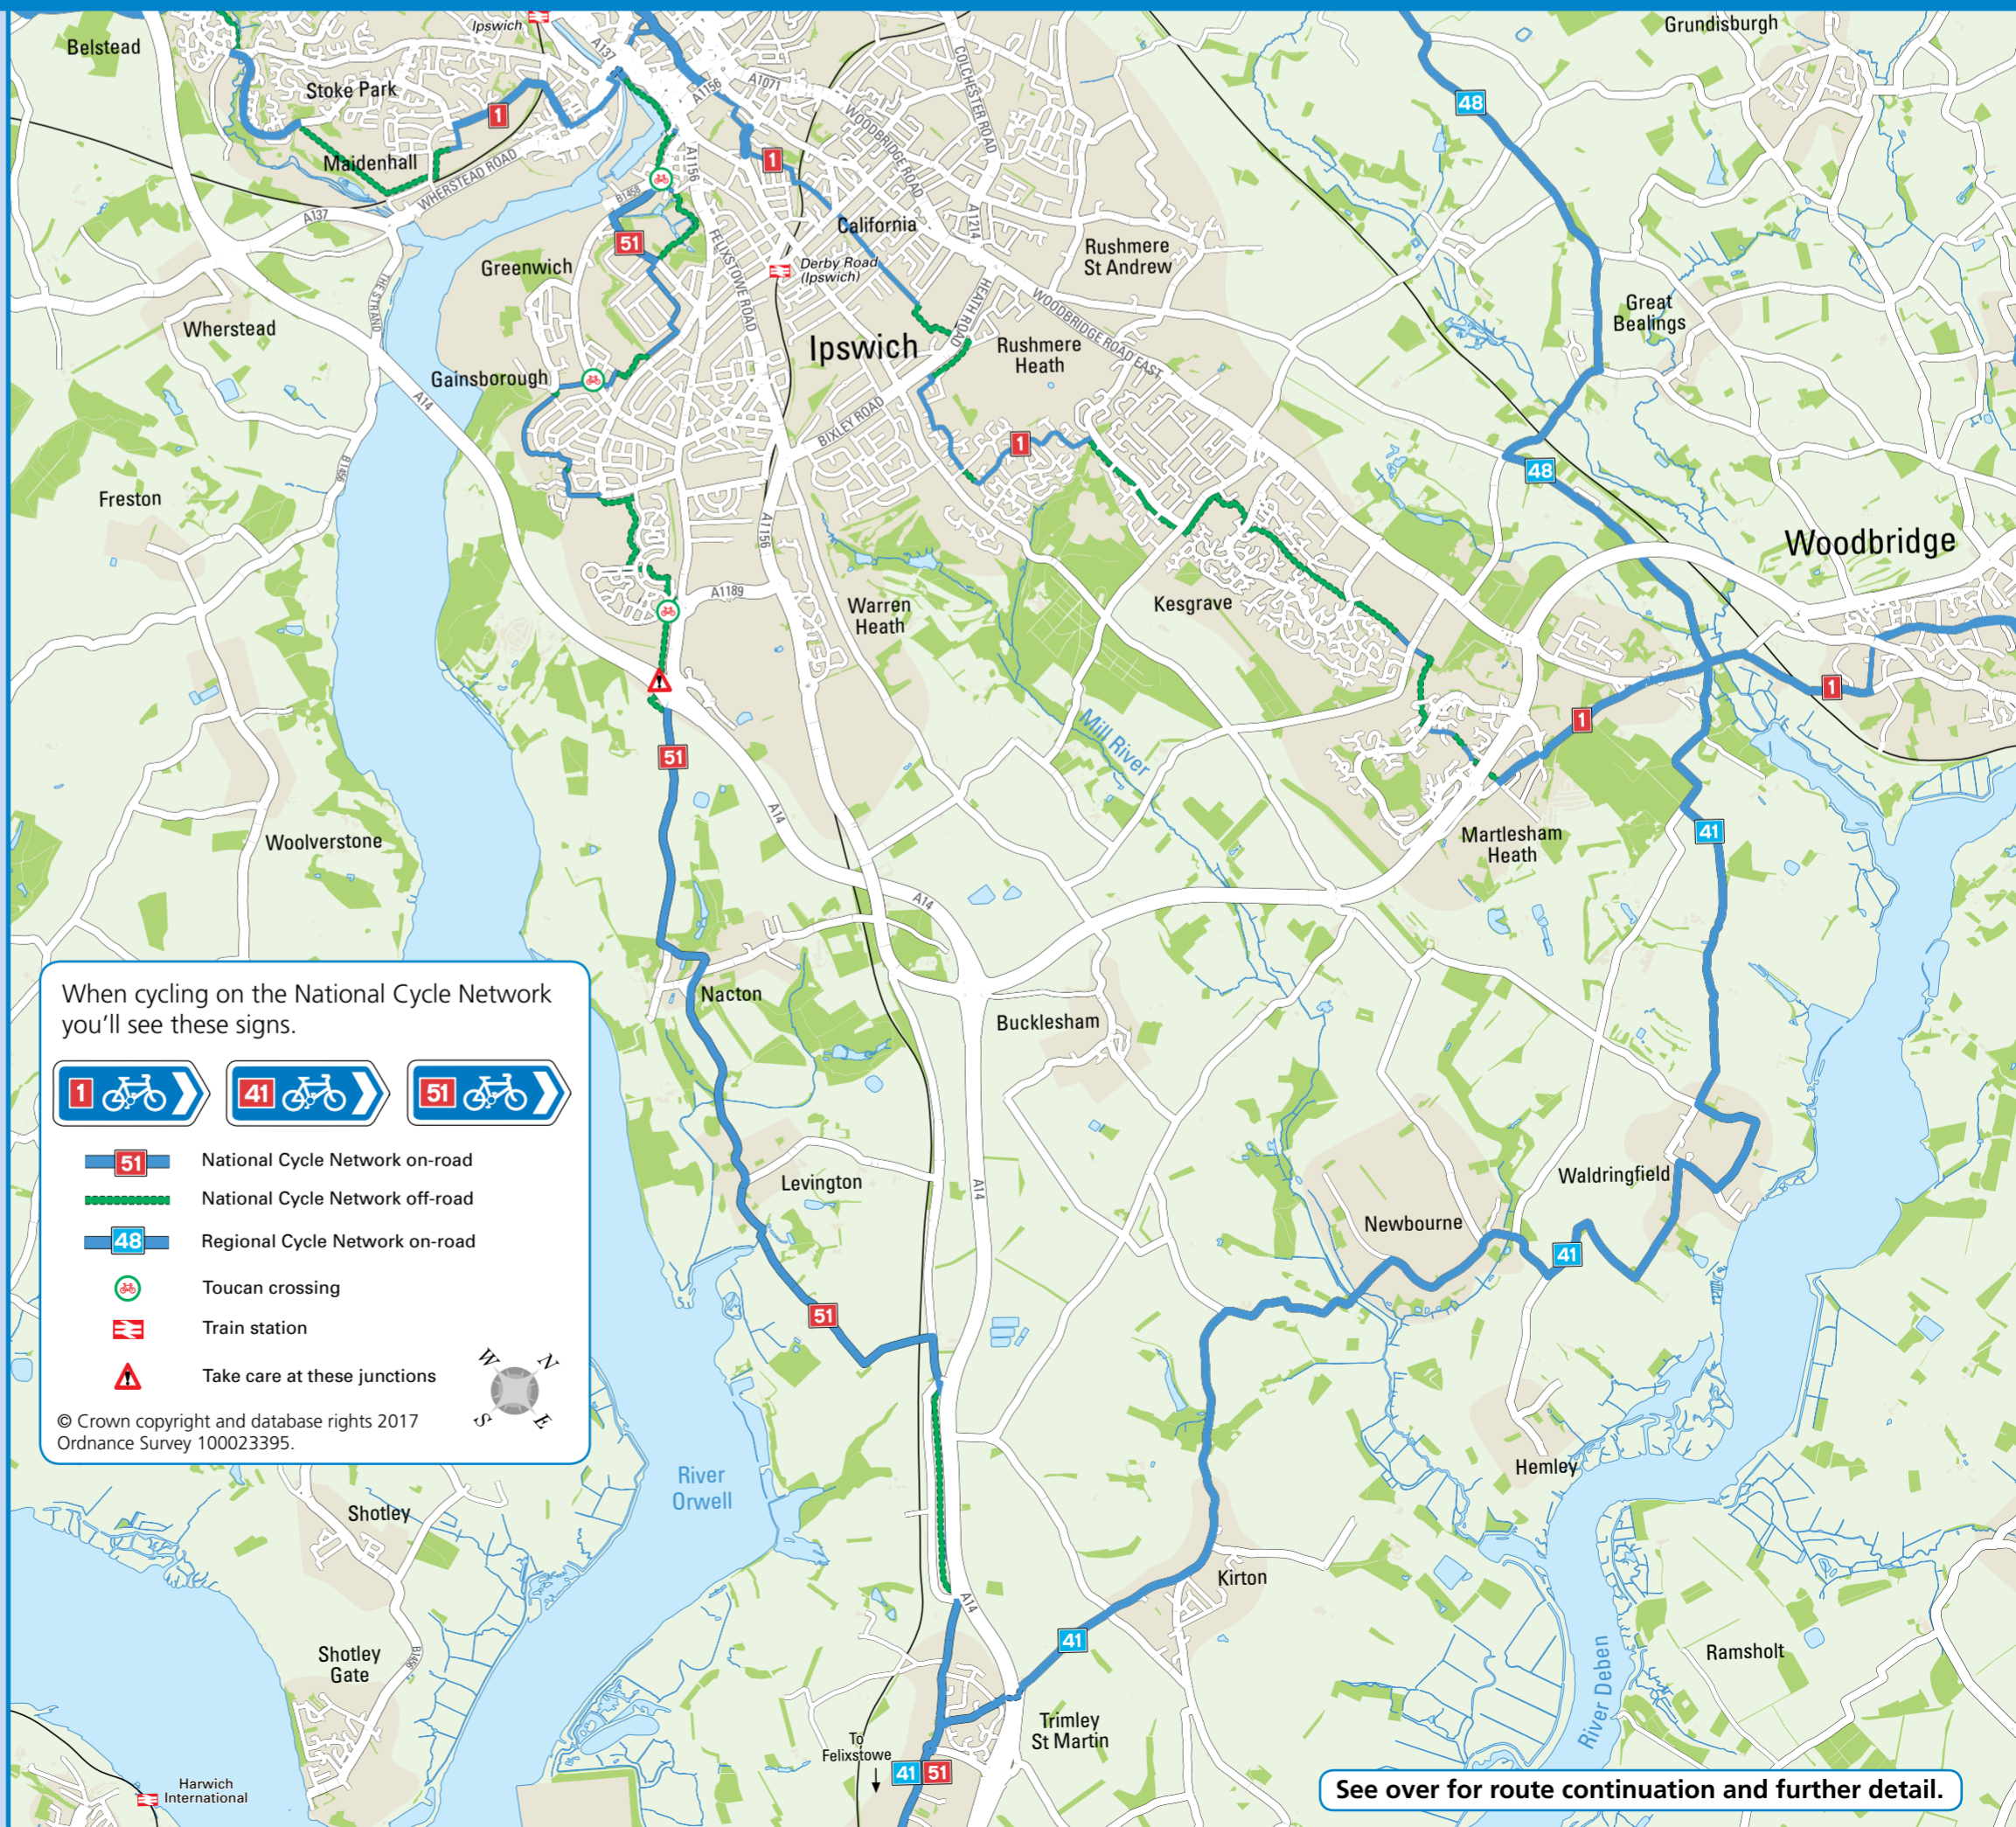 Belstead
Ipswich
A137
Grundisburgh
Stoke Park
1
A1156
A1071
COLCHESTER ROAD
48
WOODBRIDGE ROAD
Maidenhall
WHERSTEAD ROAD
A1156
1
B1458
A137
51
California
A1214
Rushmere
St Andrew
Greenwich
FELIXSTOWE ROAD
Derby Road
(Ipswich)
THE STRAND
HEATH ROAD
WOODBRIDGE ROAD EAST
Great
Bealings
Wherstead
Ipswich
Rushmere
Heath
Gainsborough
A14
BIXLEY ROAD
1
48
B1456
Freston
A1156
Woodbridge
A1189
Warren
Heath
Kesgrave
1
1
Mill River
51
A14
Woolverstone
Martlesham
Heath
41
A14
Nacton
Bucklesham
When cycling on the National Cycle Network
you'll see these signs.
1
41
51
51 National Cycle Network on-road
National Cycle Network off-road
48 Regional Cycle Network on-road
Toucan crossing
Train station
Take care at these junctions
W
N
S
E
© Crown copyright and database rights 2017
Ordnance Survey 100023395.
Levington
A14
Waldringfield
Newbourne
41
51
Hemley
River
Orwell
Shotley
Kirton
A14
41
Shotley
Gate
B1456
Ramsholt
River Deben
Trimley
St Martin
To
Felixstowe
41 51
Harwich
International
See over for route continuation and further detail.